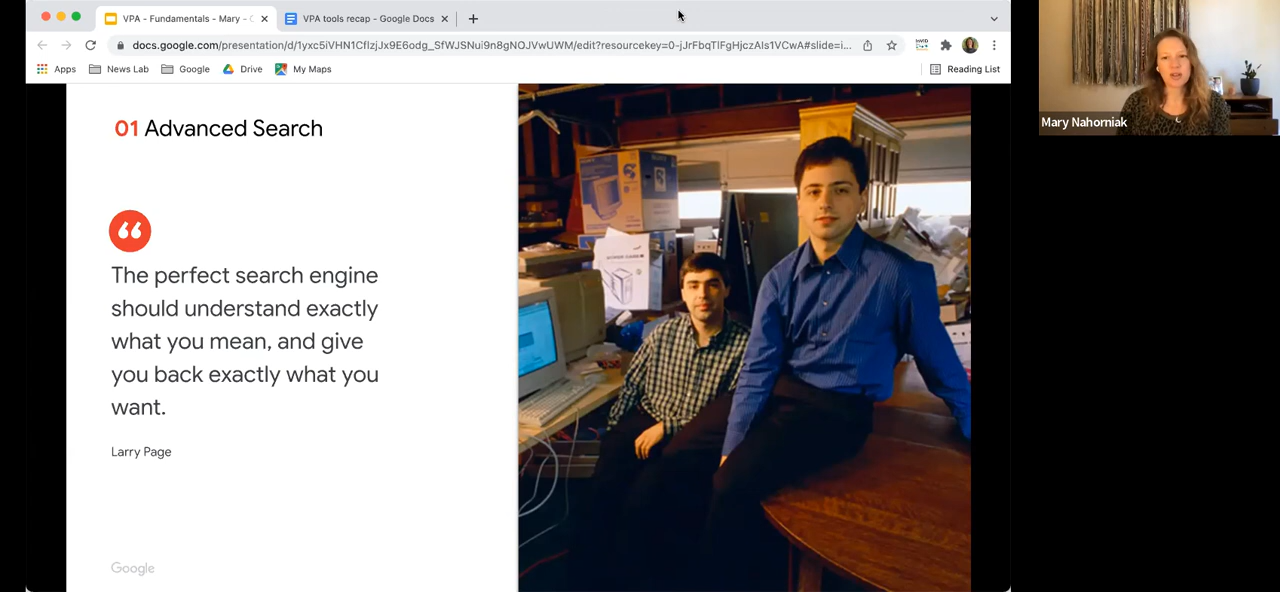 VPA - Fundamentals - Mary - G
VPA tools recap - Google Docs
docs.google.com/presentation/d/1yxc5iVHN1CfIzjJx9E6odg_SfWJSNui9n8gNOJVwUWM/edit?resourcekey=0-jJrFbqTlFgHjczAIs1VCwA#slide=i...
Apps
News Lab
Google
Drive
My Maps
Reading List
Mary Nahorniak
01 Advanced Search
The perfect search engine
should understand exactly
what you mean, and give
you back exactly what you
want.
Larry Page
Google